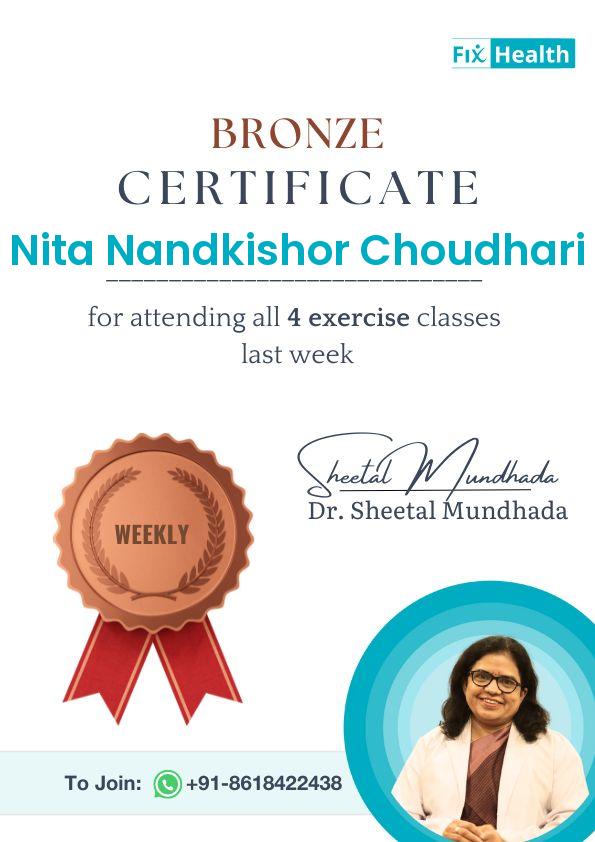 Fix Health
BRONZE
CERTIFICATE
Nita Nandkishor Choudhari
for attending all 4 exercise classes
last week
WEEKLY
Sheetal Mundhada
Dr. Sheetal Mundhada
To Join: +91-8618422438